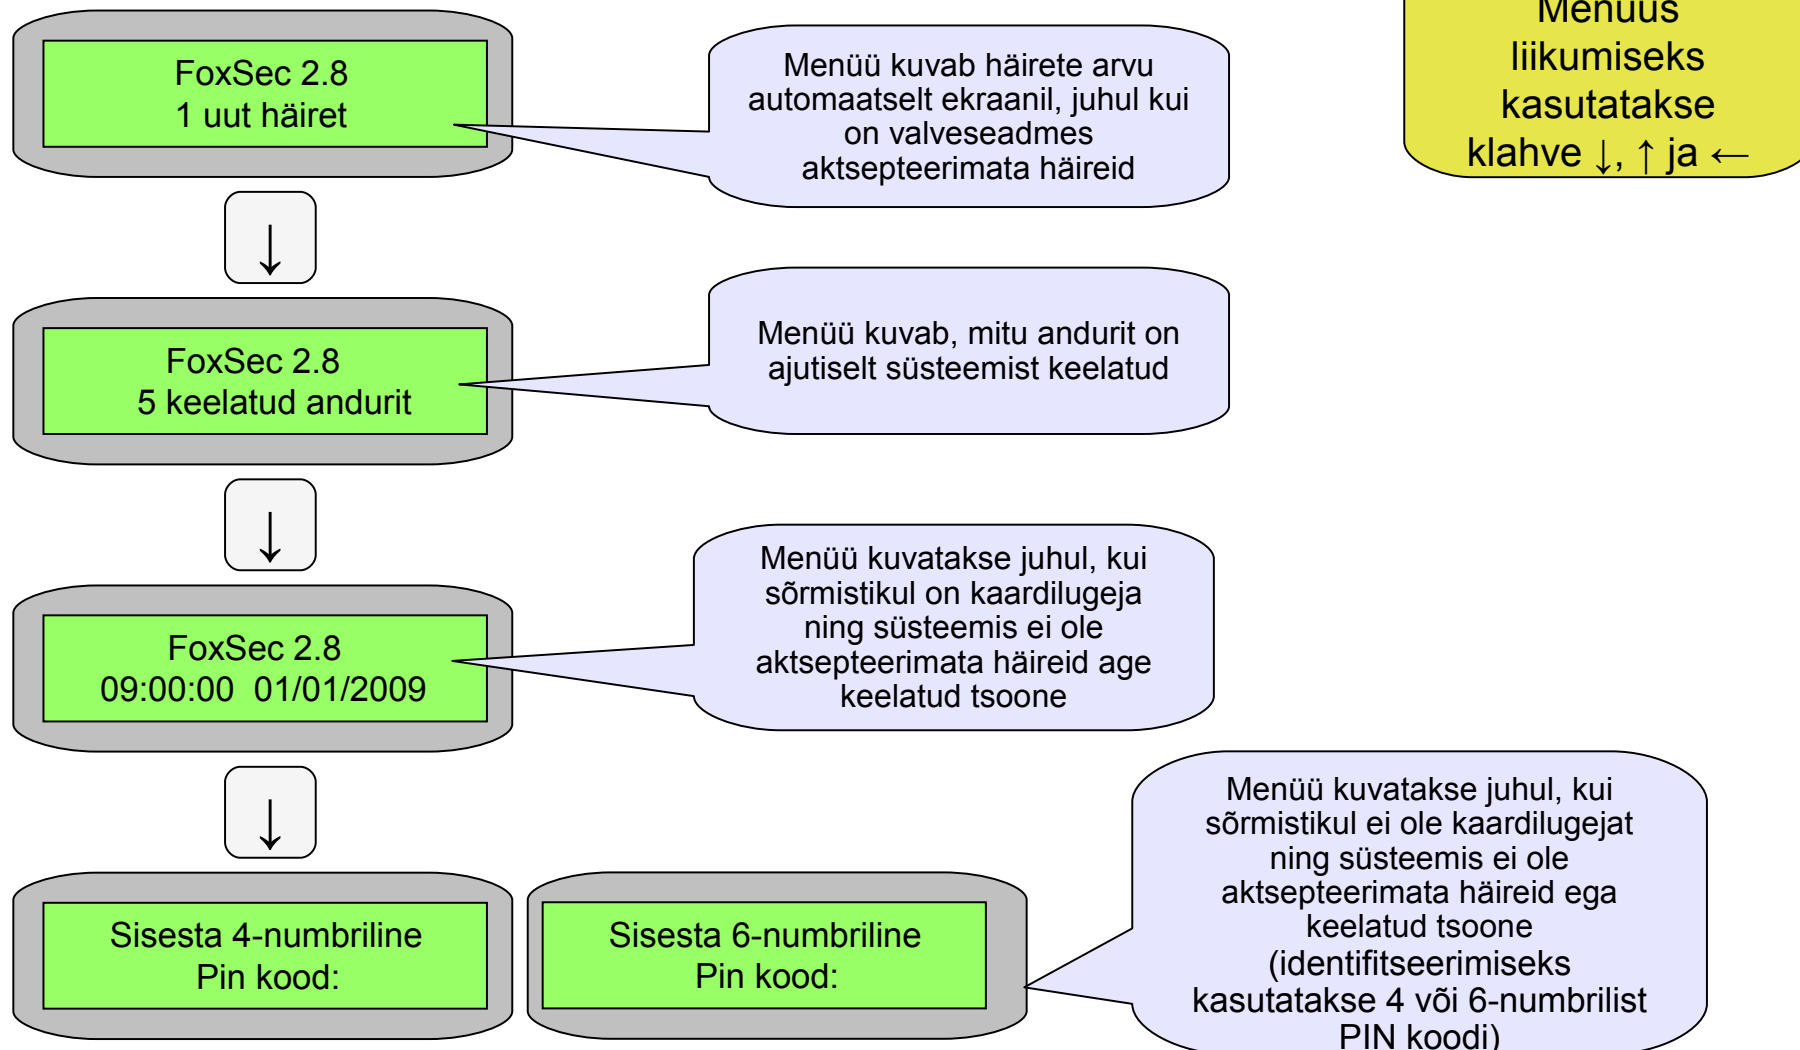 FoxSec 2.8
1 uut häiret
Menüü kuvab häirete arvu
automaatselt ekraanil, juhul kui
on valveseadmes
aktsepteerimata häireid
Menüüs
liikumiseks
kasutatakse
klahve ↓, ↑ ja ←
↓
FoxSec 2.8
5 keelatud andurit
Menüü kuvab, mitu andurit on
ajutiselt süsteemist keelatud
↓
FoxSec 2.8
09:00:00 01/01/2009
Menüü kuvatakse juhul, kui
sõrmistikul on kaardilugeja
ning süsteemis ei ole
aktsepteerimata häireid age
keelatud tsoone
↓
Sisesta 4-numbriline
Pin kood:
Sisesta 6-numbriline
Pin kood:
Menüü kuvatakse juhul, kui
sõrmistikul ei ole kaardilugejat
ning süsteemis ei ole
aktsepteerimata häireid ega
keelatud tsoone
(identifitseerimiseks
kasutatakse 4 või 6-numbrilist
PIN koodi)